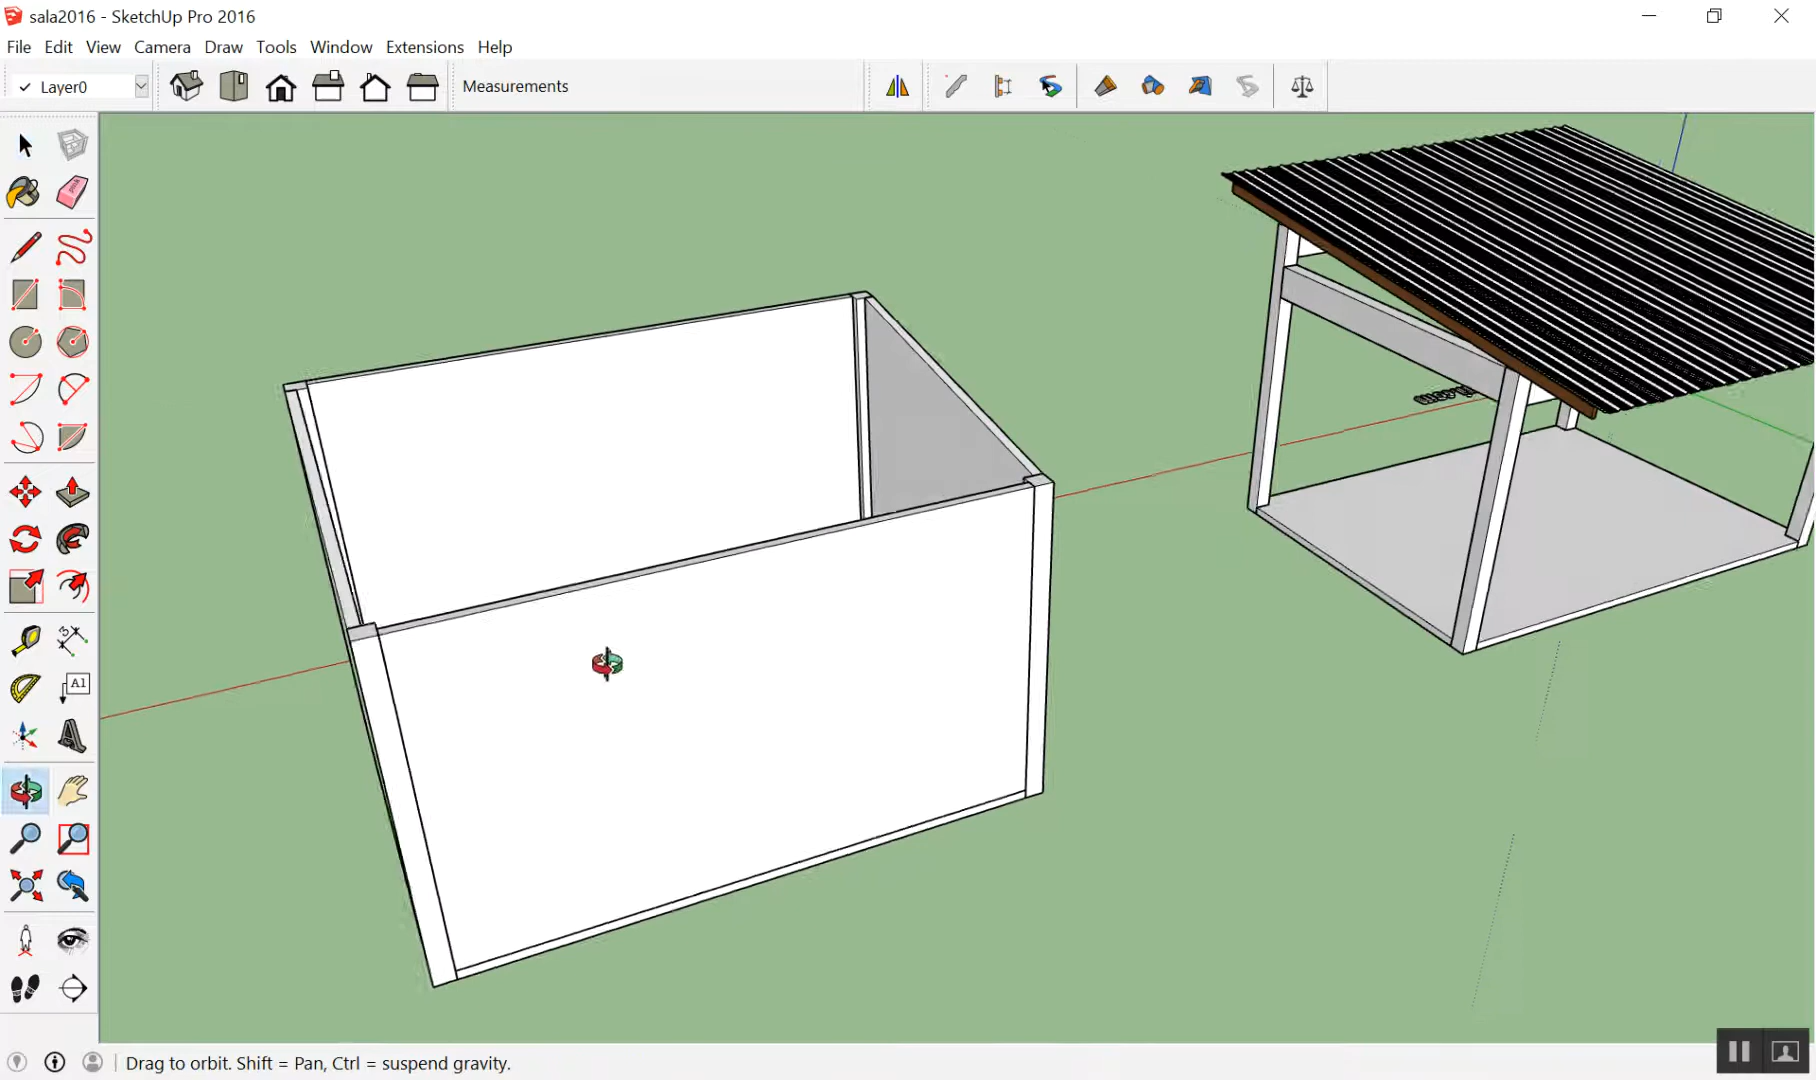 sala2016 - SketchUp Pro 2016
File Edit View Camera Draw Tools Window Extensions Help
Layer0
Measurements
A1
Drag to orbit. Shift = Pan, Ctrl = suspend gravity.